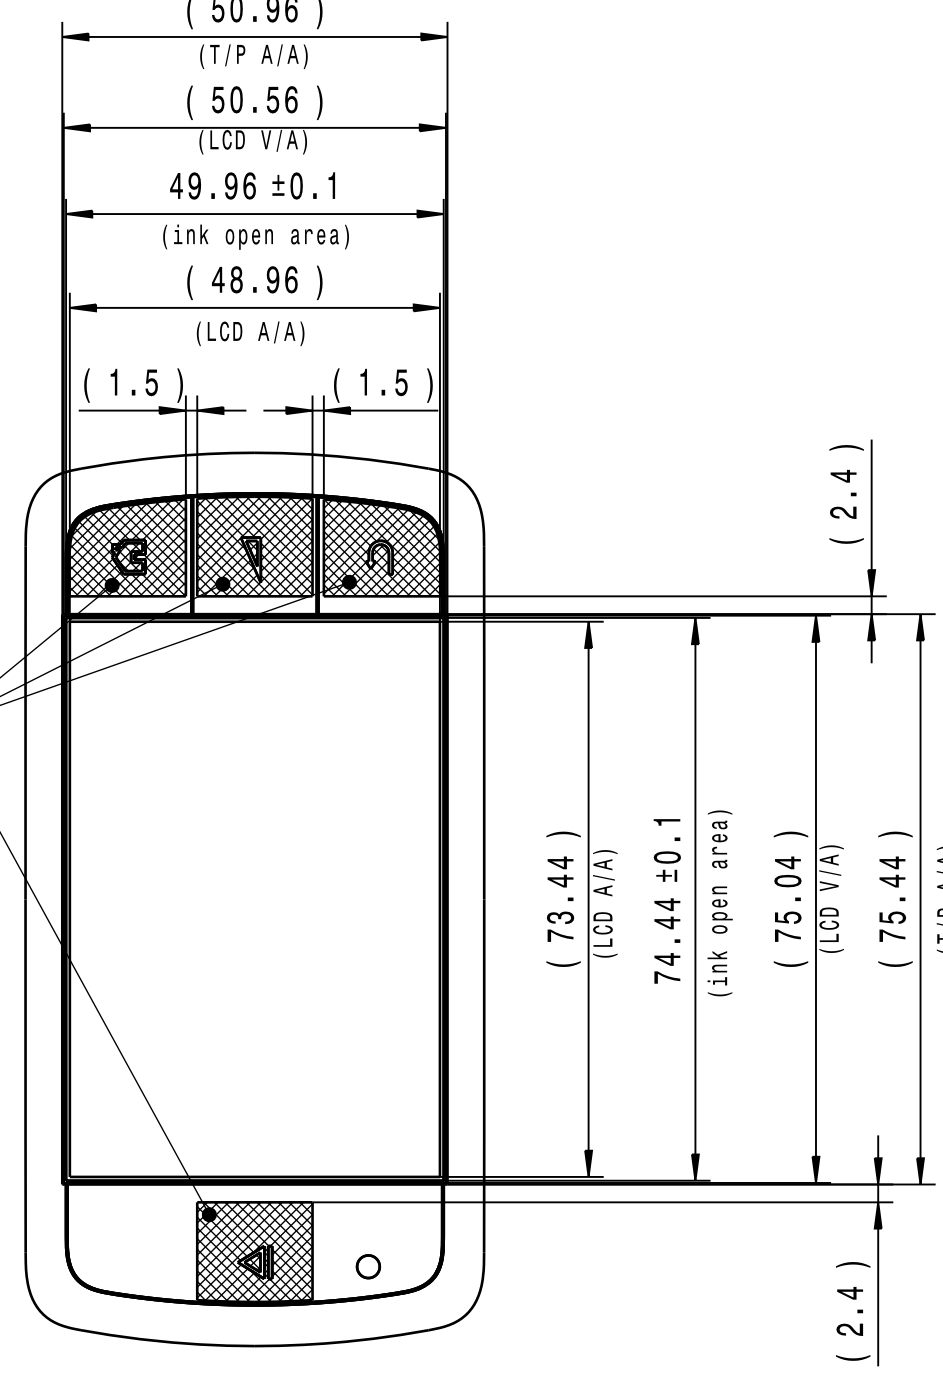 ( 50.96 )
(T/P A/A)
( 50.56 )
(LCD V/A)
49.96 ±0.1
(ink open area)
( 48.96 )
(LCD A/A)
( 1.5 )
( 1.5 )
( 2.4 )
( 73.44 )
(LCD A/A)
74.44 ±0.1
(ink open area)
( 75.04 )
(LCD V/A)
( 75.44 )
( 2.4 )